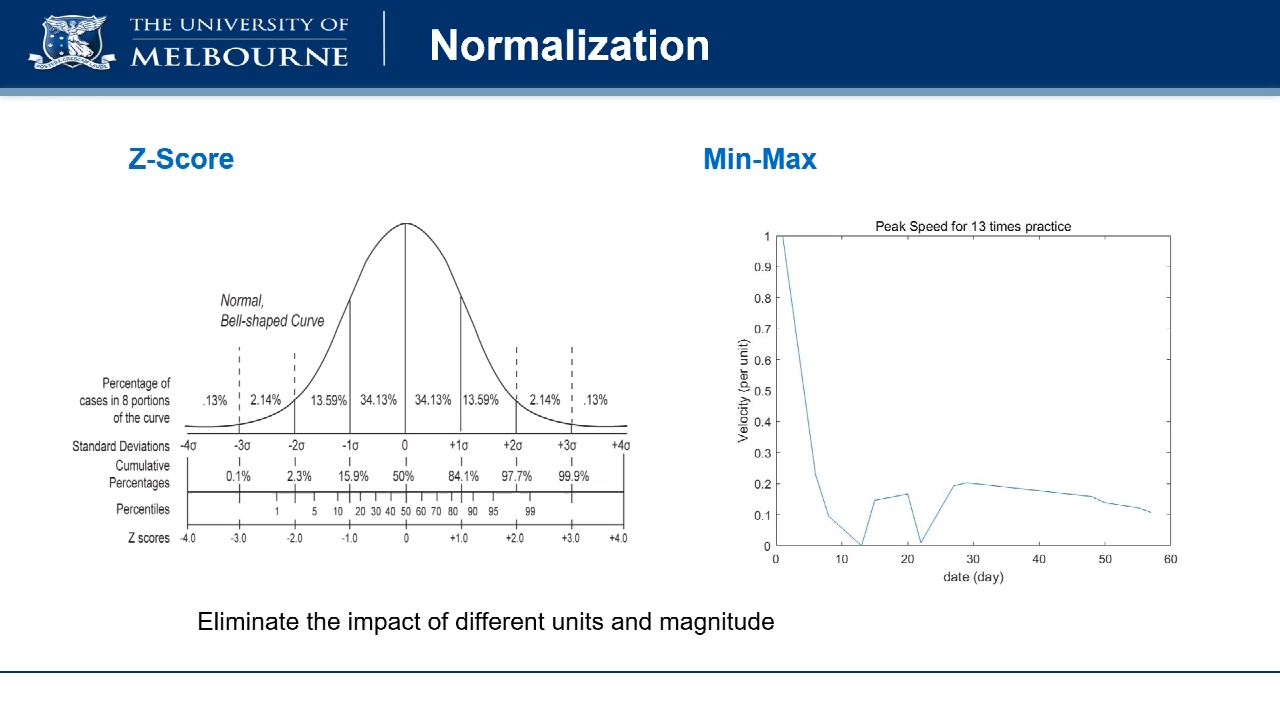 THE UNIVERSITY OF
MELBOURNE
Normalization
Z-Score
Normal,
Bell-shaped Curve
Percentage of
cases in 8 portions
of the curve
.13% 2.14% 13.59% 34.13% 34.13% 13.59% 2.14% .13%
Standard Deviations -4σ -3σ -2σ -1σ 0 +1σ +2σ +3σ +4σ
Cumulative
Percentages
0.1% 2.3% 15.9% 50% 84.1% 97.7% 99.9%
Percentiles 1 5 10 20 30 40 50 60 70 80 90 95 99
Z scores -4.0 -3.0 -2.0 -1.0 0 +1.0 +2.0 +3.0 +4.0
Min-Max
Peak Speed for 13 times practice
Velocity (per unit)
1
0.9
0.8
0.7
0.6
0.5
0.4
0.3
0.2
0.1
0
0 10 20 30 40 50 60
date (day)
Eliminate the impact of different units and magnitude